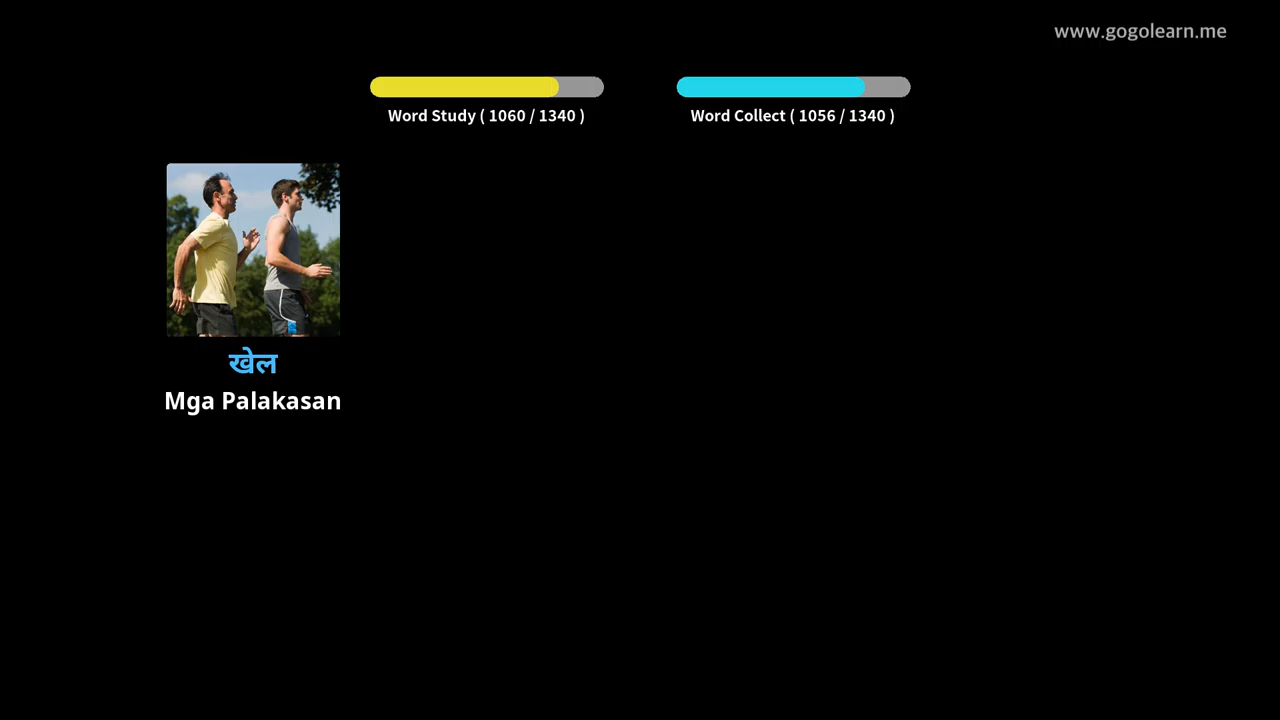 www.gogolearn.me
Word Study ( 1060 / 1340 )
Word Collect ( 1056 / 1340 )
खेल
Mga Palakasan